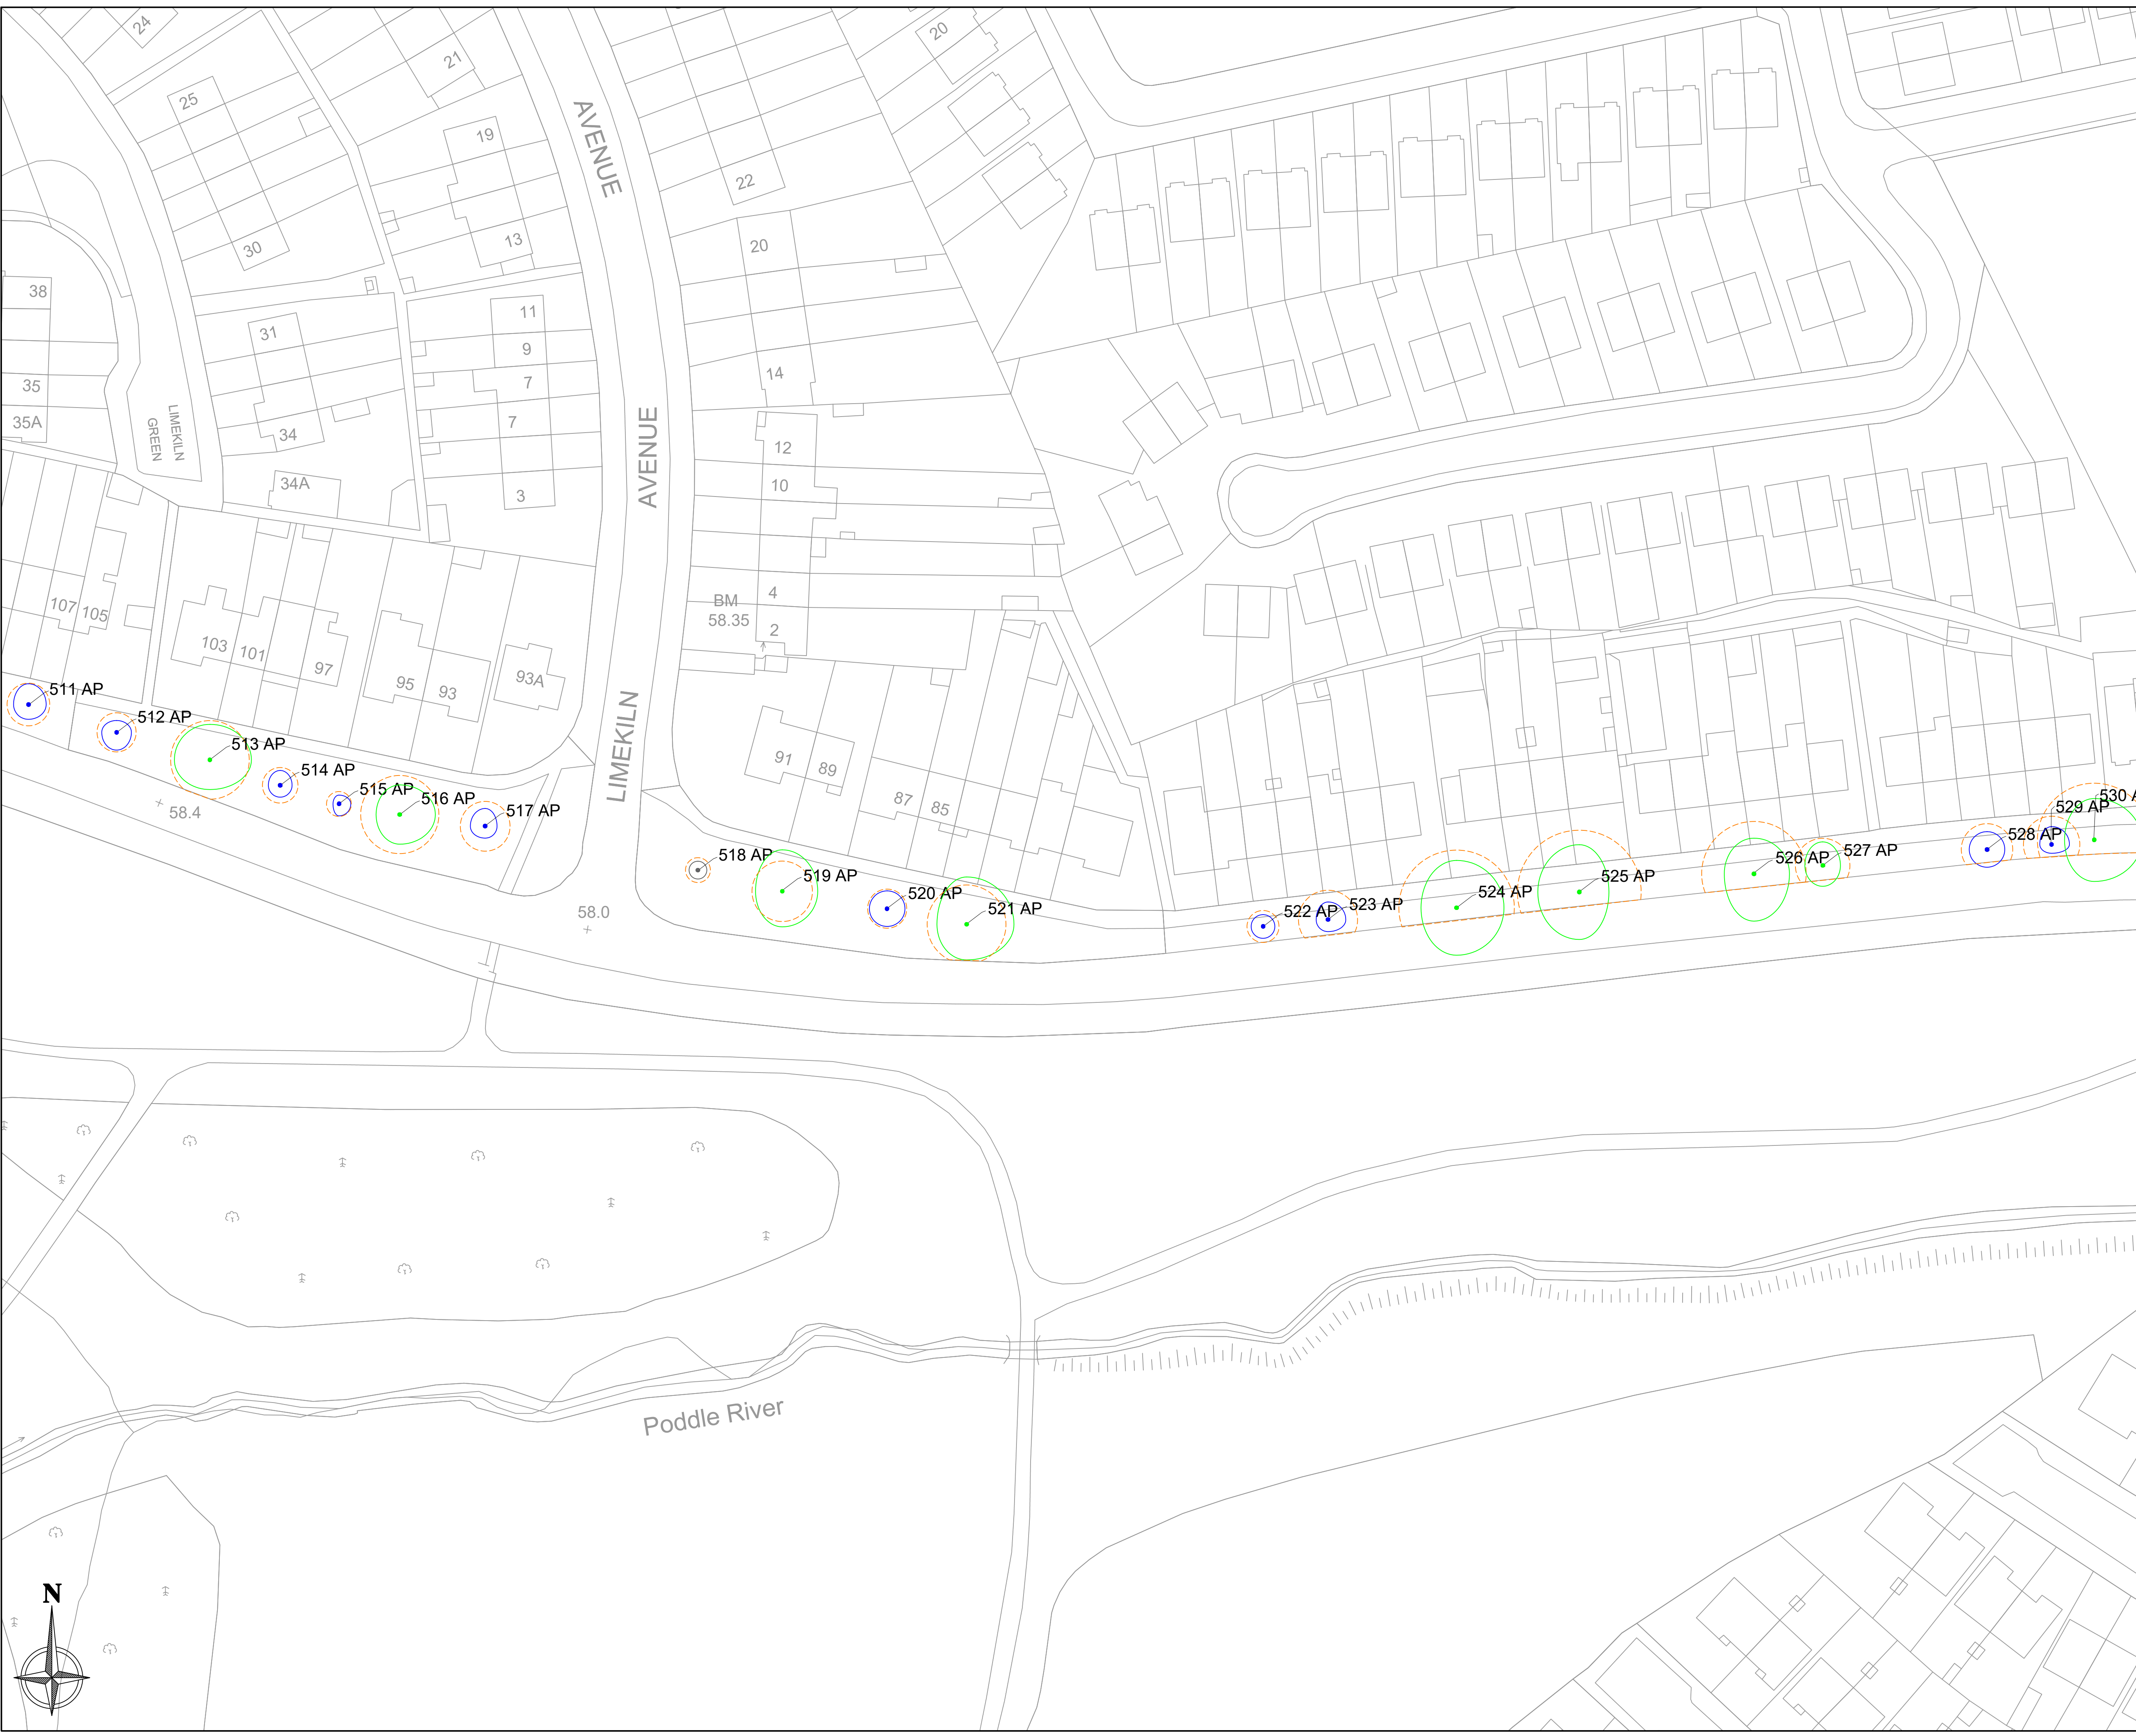 24
21
20
25
19
AVENUE
22
30
13
20
38
11
31
9
35
7
14
LIMEKILN
GREEN
35A
34
7
AVENUE
12
34A
3
10
107
105
103
101
97
95
93
93A
BM
58.35
4
2
511 AP
512 AP
513 AP
514 AP
515 AP
516 AP
517 AP
58.4
LIMEKILN
91
89
87
85
518 AP
519 AP
520 AP
521 AP
58.0
522 AP
523 AP
524 AP
525 AP
526 AP
527 AP
528 AP
529 AP
530 A
Poddle River
N